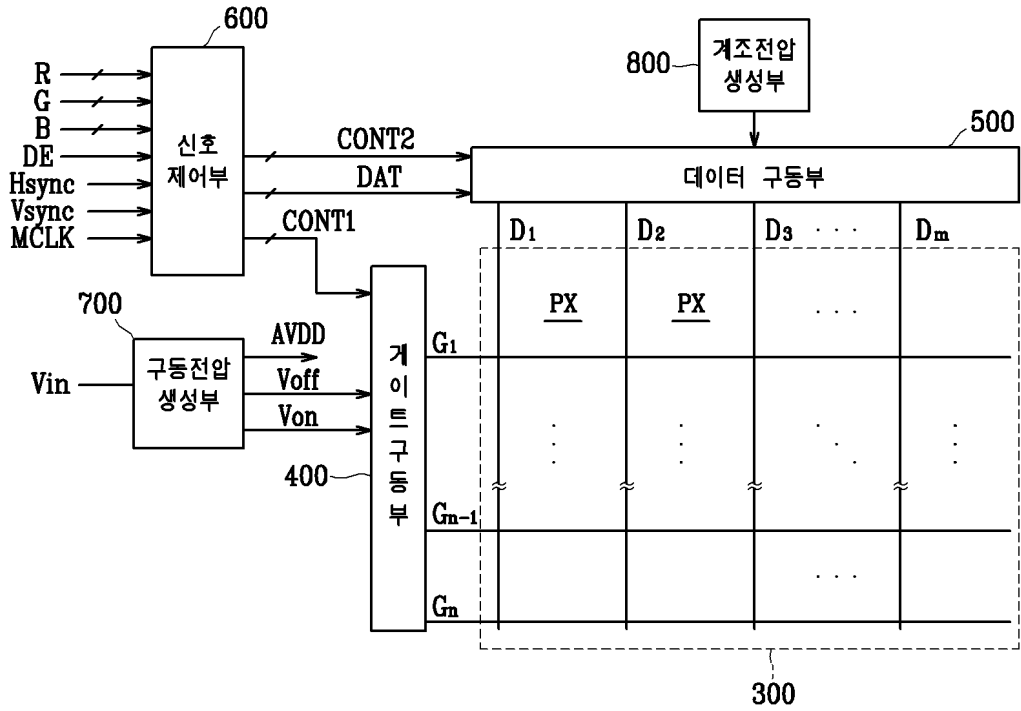 600
R
G
B
DE
Hsync
Vsync
MCLK
신호
제어부
CONT2
DAT
CONT1
800
계조전압
생성부
500
데이터 구동부
D1
D2
D3
· · ·
Dm
PX
PX
· · ·
700
Vin
구동전압
생성부
AVDD
Voff
Von
400
게이트구동부
G1
Gn-1
Gn
· · ·
300